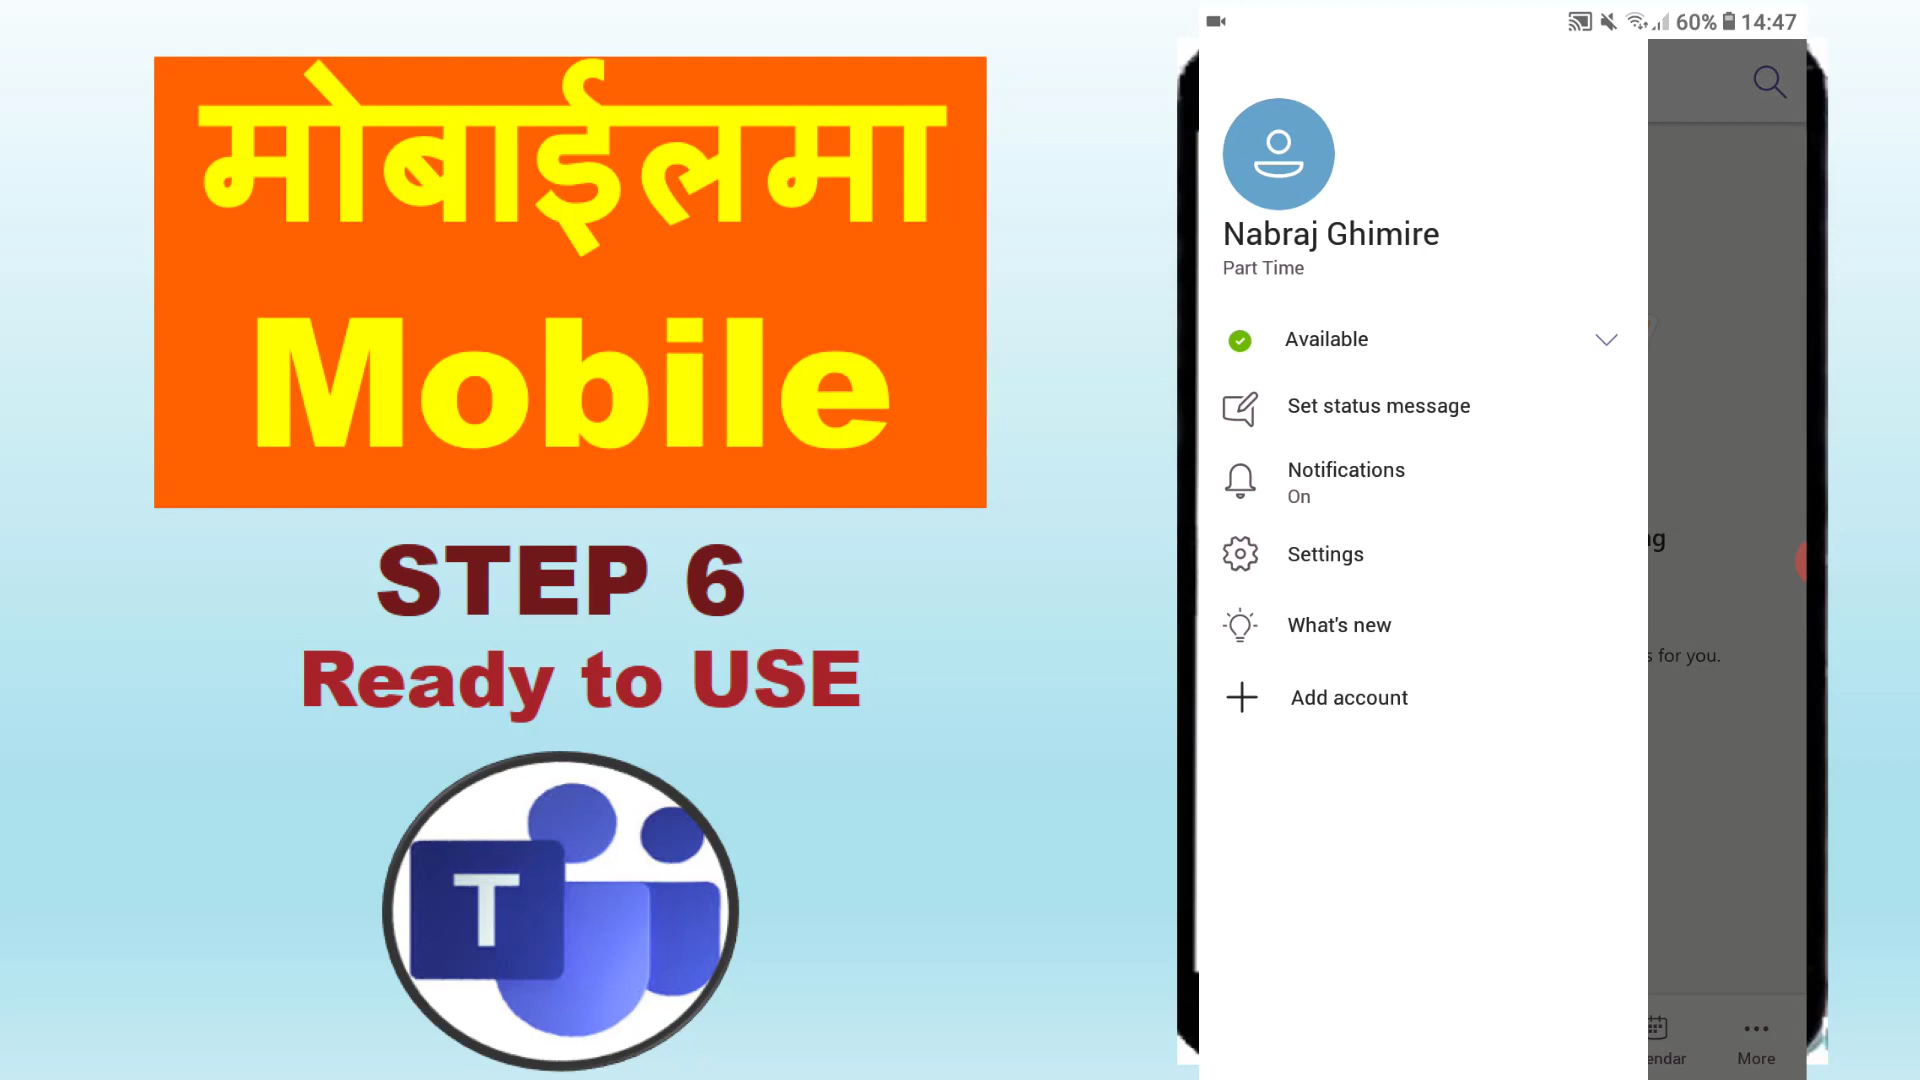 मोबाईलमा
Mobile
STEP 6
Ready to USE
T
60% 14:47
Nabraj Ghimire
Part Time
Available
Set status message
Notifications
On
Settings
What's new
Add account
s for you.
More